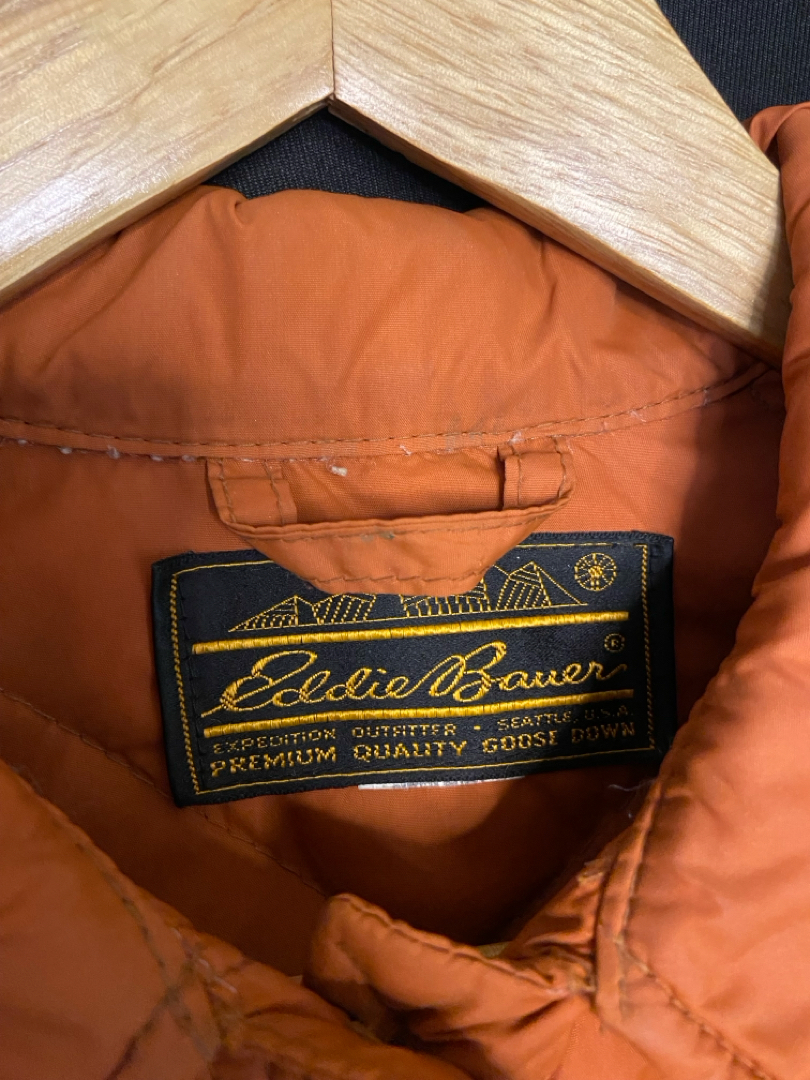 Eddie Bauer ®
EXPEDITION OUTFITTER · SEATTLE, U.S.A.
PREMIUM QUALITY GOOSE DOWN